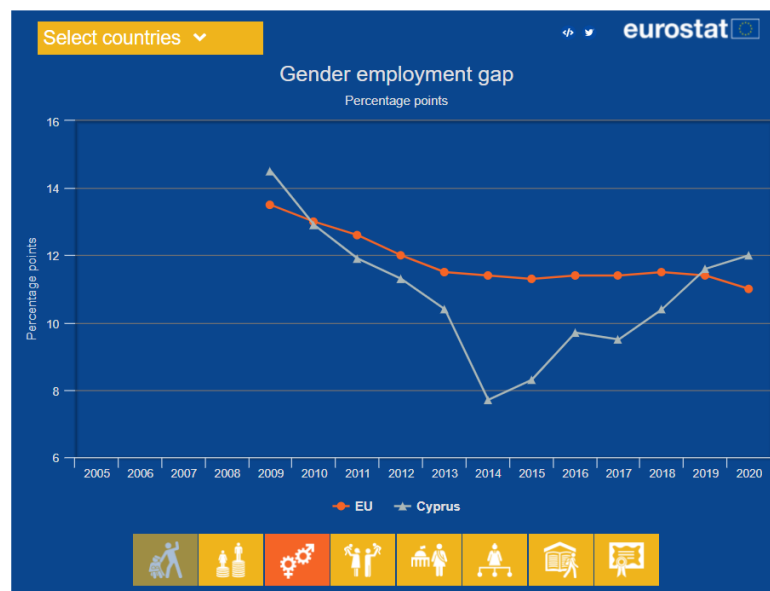 Select countries
eurostat
Gender employment gap
Percentage points
16
14
12
10
8
6
Percentage points
2005 2006 2007 2008 2009 2010 2011 2012 2013 2014 2015 2016 2017 2018 2019 2020
EU Cyprus